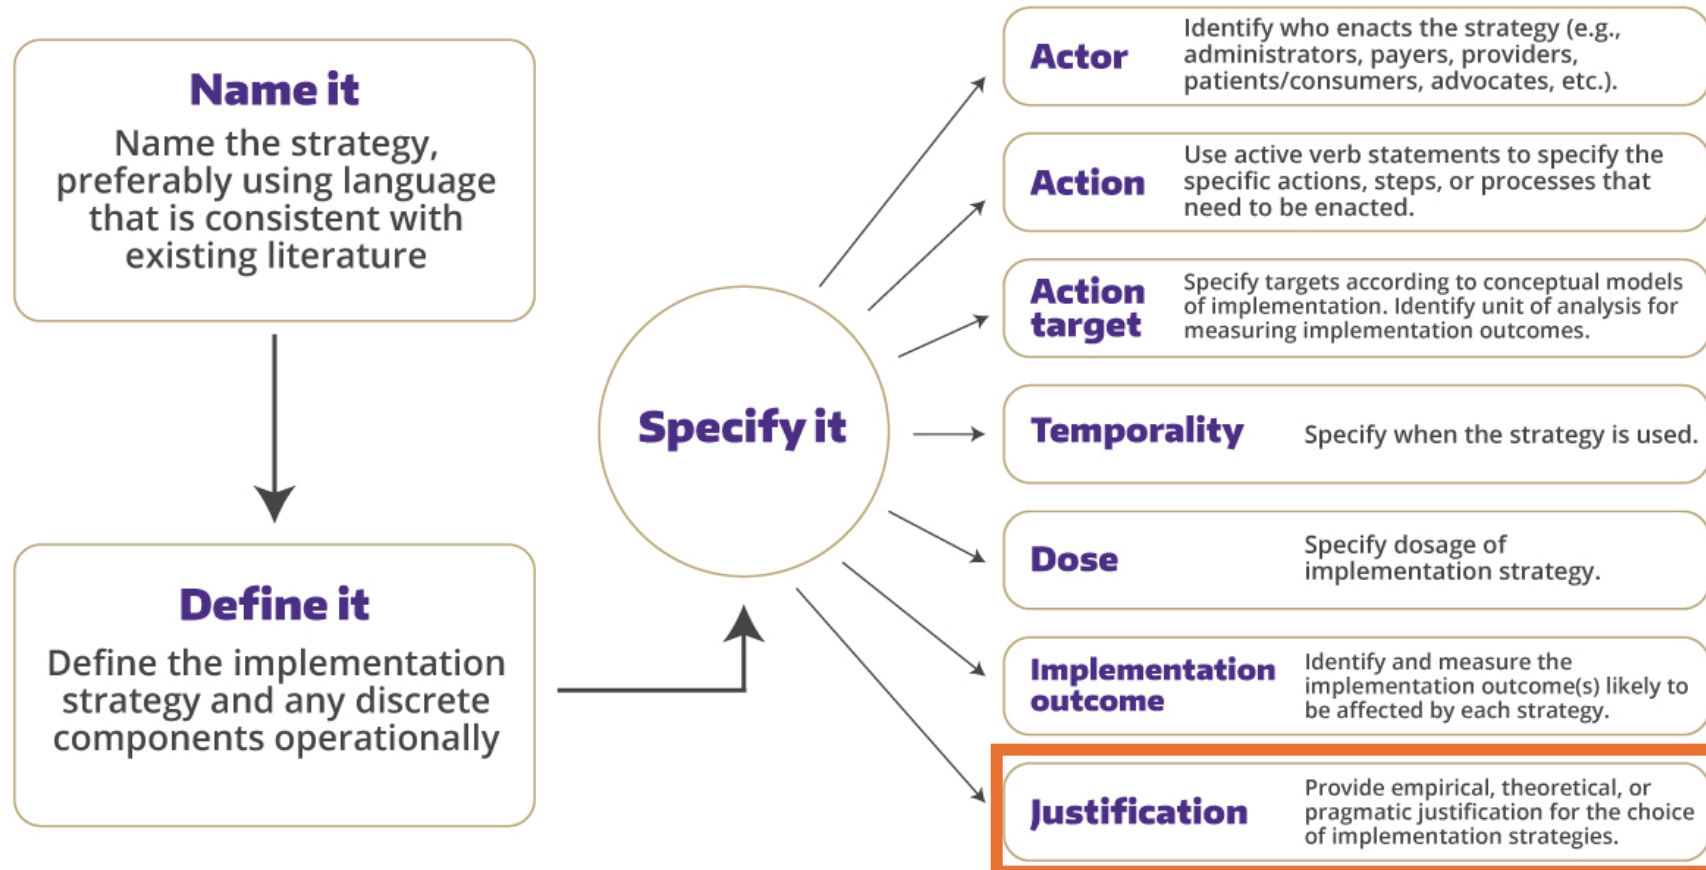 Name it
Name the strategy,
preferably using language
that is consistent with
existing literature
Define it
Define the implementation
strategy and any discrete
components operationally
Specify it
Actor
Identify who enacts the strategy (e.g.,
administrators, payers, providers,
patients/consumers, advocates, etc.).
Action
Use active verb statements to specify the
specific actions, steps, or processes that
need to be enacted.
Action
target
Specify targets according to conceptual models
of implementation. Identify unit of analysis for
measuring implementation outcomes.
Temporality
Specify when the strategy is used.
Dose
Specify dosage of
implementation strategy.
Implementation
outcome
Identify and measure the
implementation outcome(s) likely to
be affected by each strategy.
Justification
Provide empirical, theoretical, or
pragmatic justification for the choice
of implementation strategies.